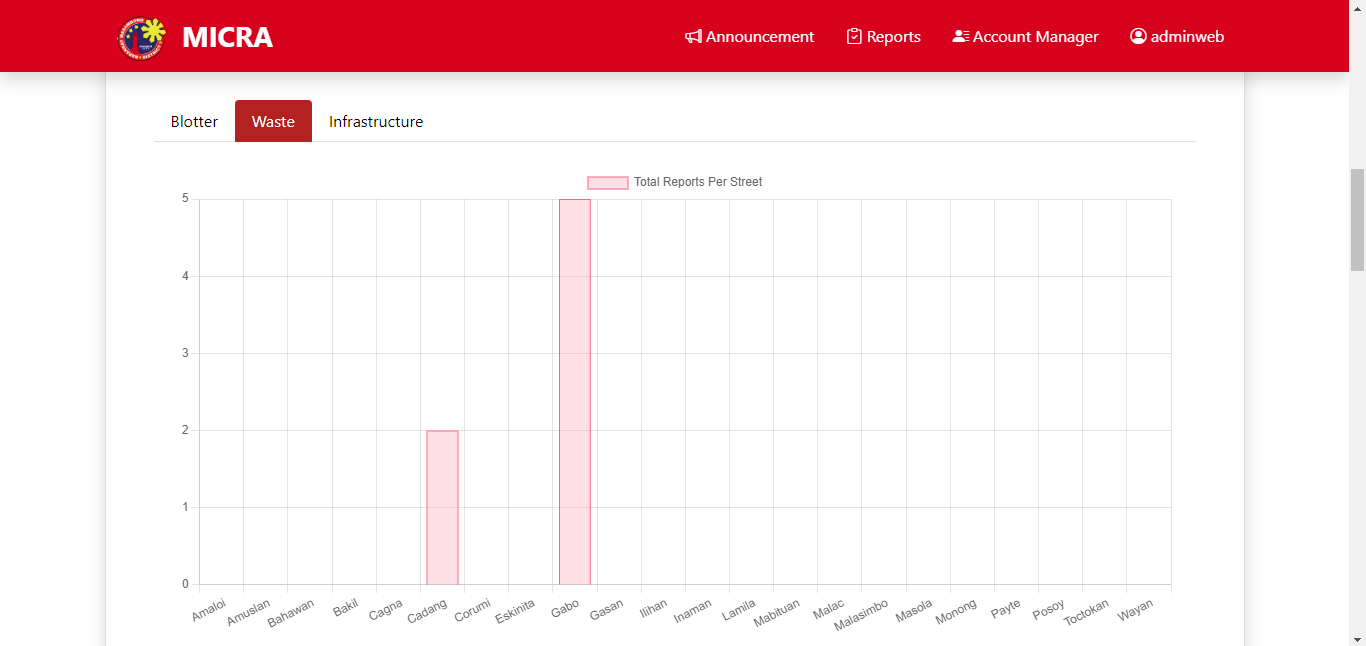 MICRA
Announcement Reports Account Manager adminweb
Blotter Waste Infrastructure
Total Reports Per Street
5
4
3
2
1
0
Amaloi Amuslan Bahawan Bakil Cagna Cadang Corumi Eskinita Gabo Gasan Ilihan Inaman Lamila Mabituan Malac Malasimbo Masola Monong Payte Posoy Toctokan Wayan